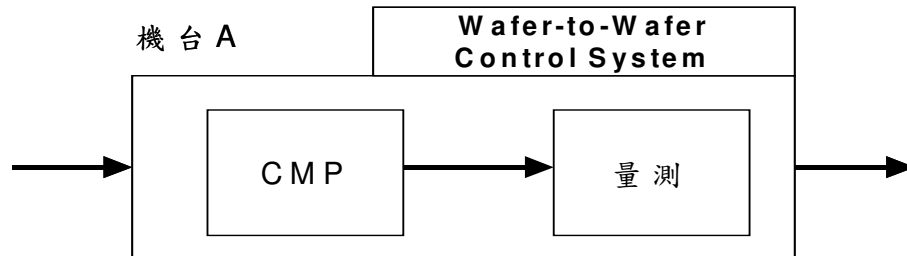 機台A
Wafer-to-Wafer
Control System
CMP
量測